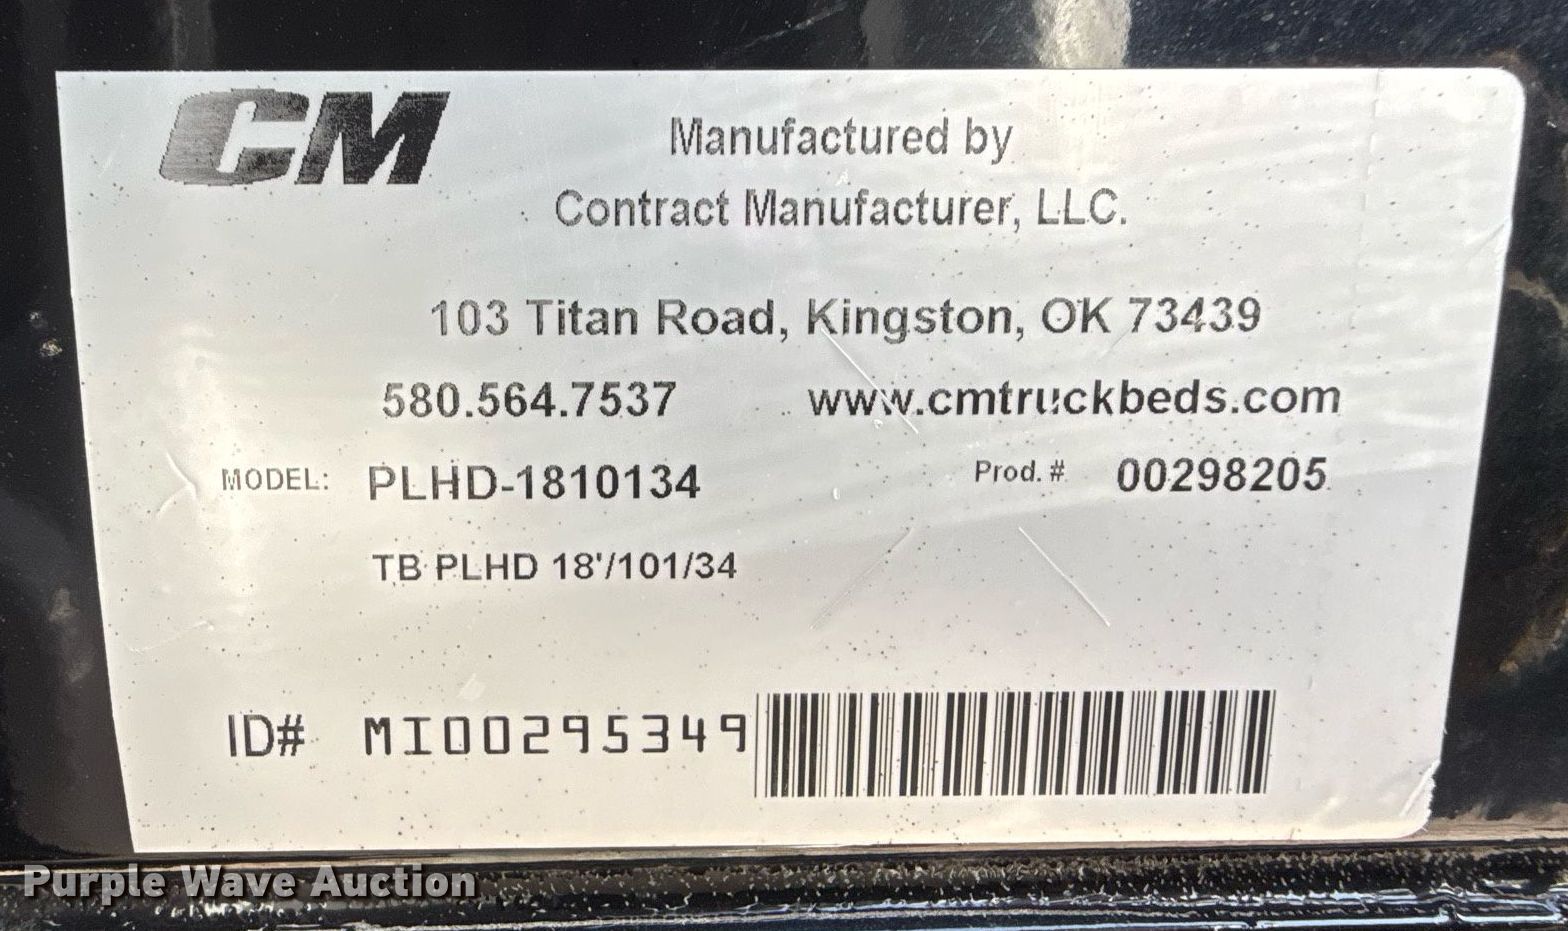 CM
Manufactured by
Contract Manufacturer, LLC.
103 Titan Road, Kingston, OK 73439
580.564.7537 www.cmtruckbeds.com
MODEL: PLHD-1810134 Prod. # 00298205
TB PLHD 18'/101/34
ID# MI00295349
Purple Wave Auction